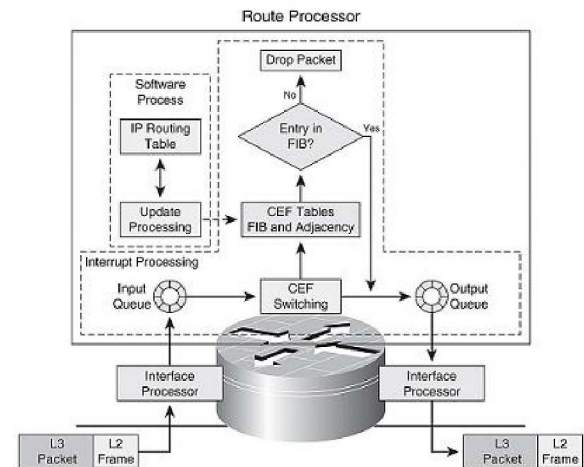 Route Processor
Drop Packet
Software
Process
No
IP Routing
Table
Entry in
FIB?
Yes
Update
Processing
CEF Tables
FIB and Adjacency
Interrupt Processing
Input
Queue
CEF
Switching
Output
Queue
Interface
Processor
Interface
Processor
L3
Packet
L2
Frame
L3
Packet
L2
Frame